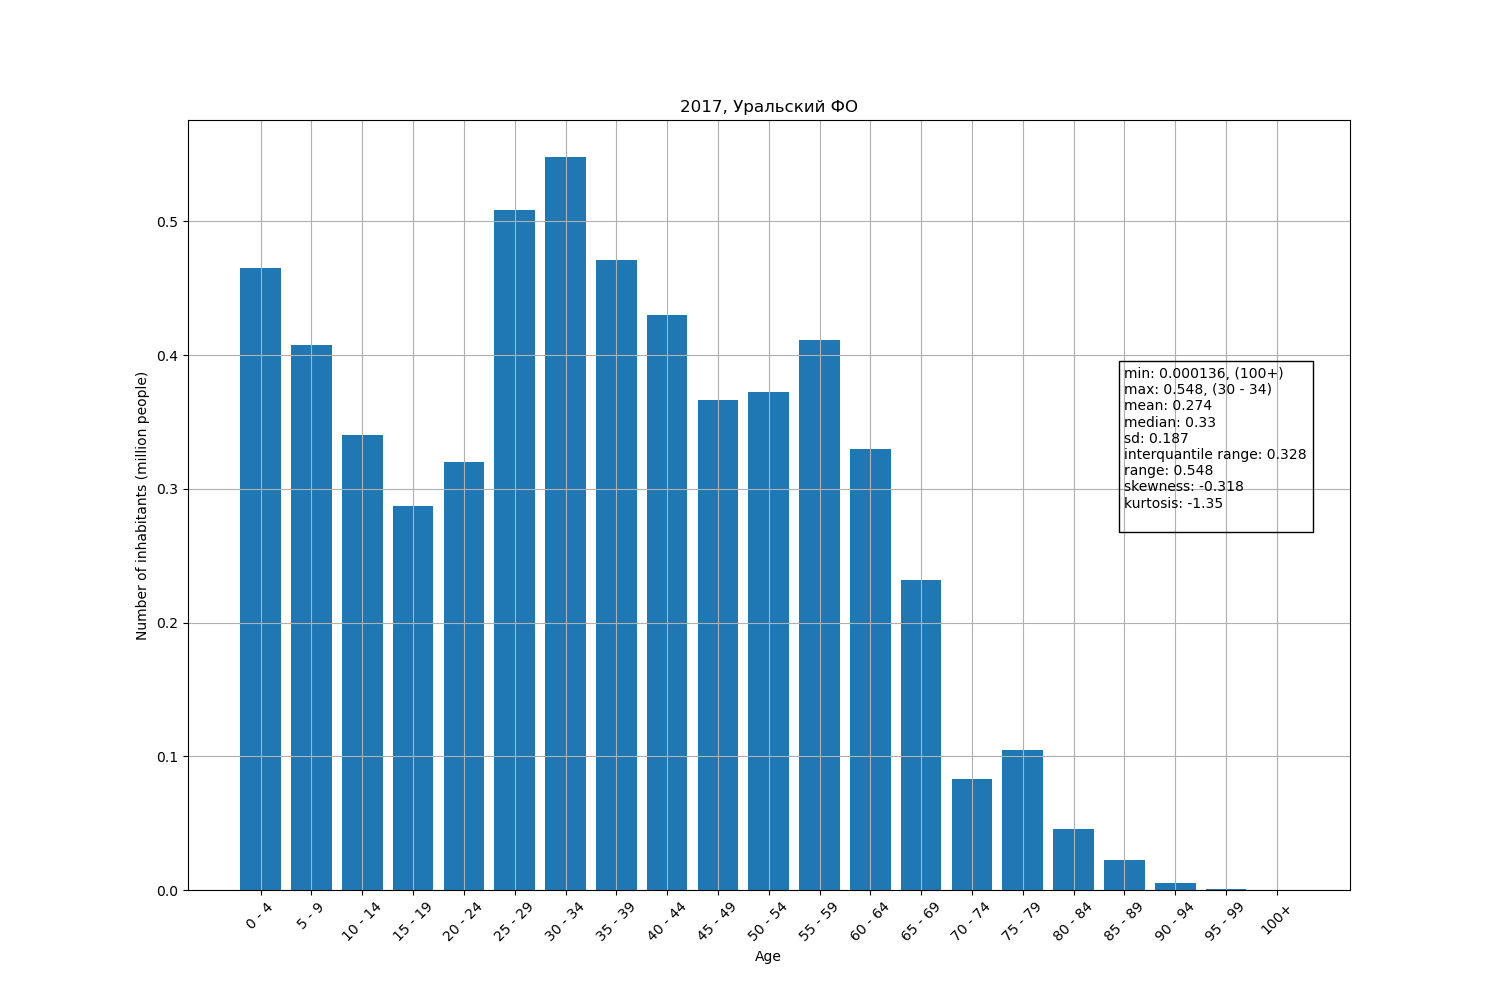 2017, Уральский ФО
Number of inhabitants (million people)
0.5
0.4
0.3
0.2
0.1
0.0
min: 0.000136, (100+)
max: 0.548, (30 - 34)
mean: 0.274
median: 0.33
sd: 0.187
interquantile range: 0.328
range: 0.548
skewness: -0.318
kurtosis: -1.35
0 - 4
5 - 9
10 - 14
15 - 19
20 - 24
25 - 29
30 - 34
35 - 39
40 - 44
45 - 49
50 - 54
55 - 59
60 - 64
65 - 69
70 - 74
75 - 79
80 - 84
85 - 89
90 - 94
95 - 99
100+
Age